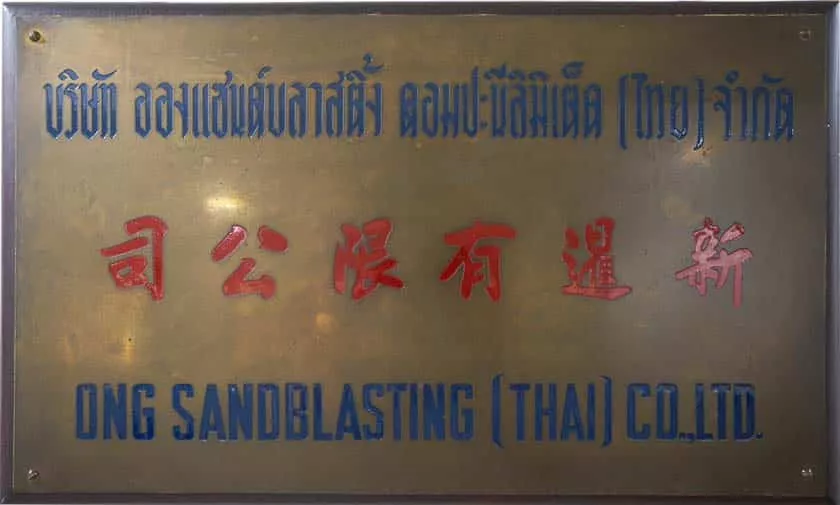 บริษัท อองแซนด์บลาสติ้ง คอมปะนีลิมิเต็ด (ไทย) จำกัด
新暹有限公司
ONG SANDBLASTING (THAI) CO.,LTD.